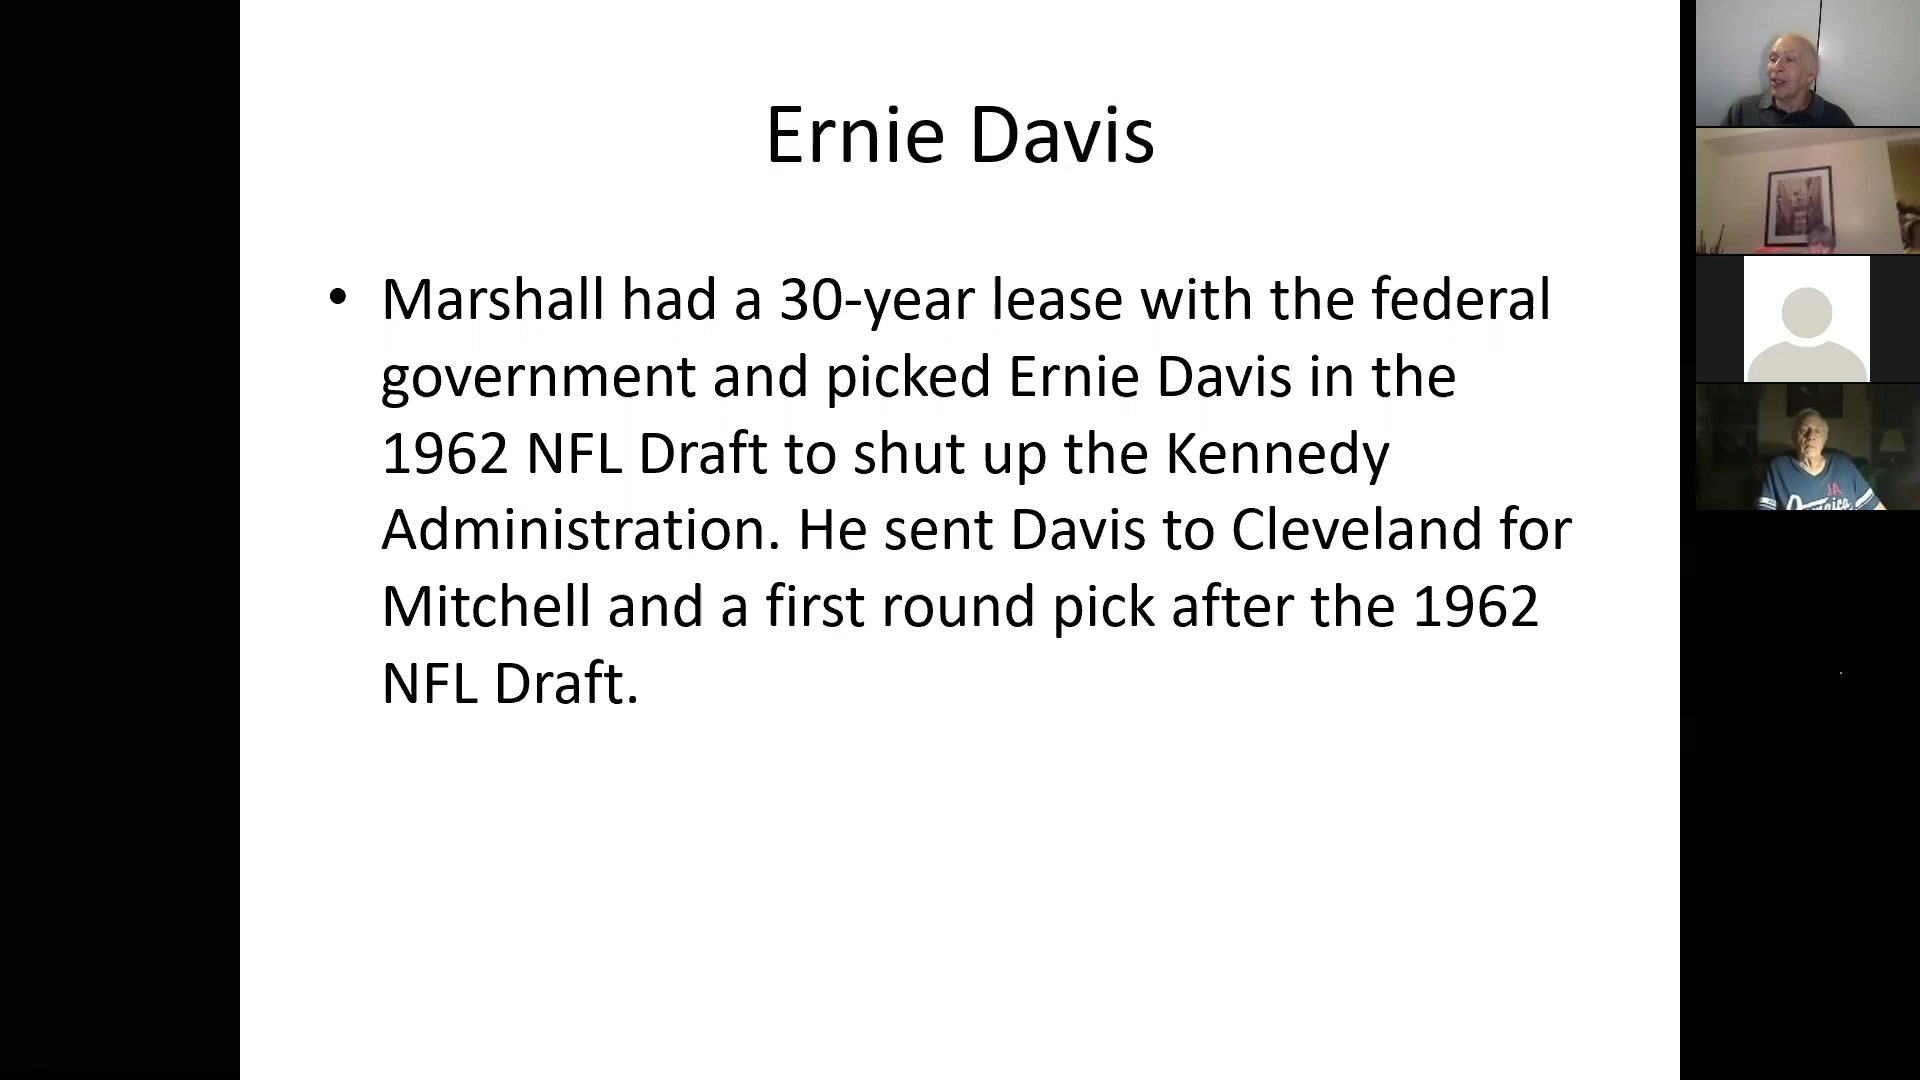 Ernie Davis
• Marshall had a 30-year lease with the federal
government and picked Ernie Davis in the
1962 NFL Draft to shut up the Kennedy
Administration. He sent Davis to Cleveland for
Mitchell and a first round pick after the 1962
NFL Draft.
JA